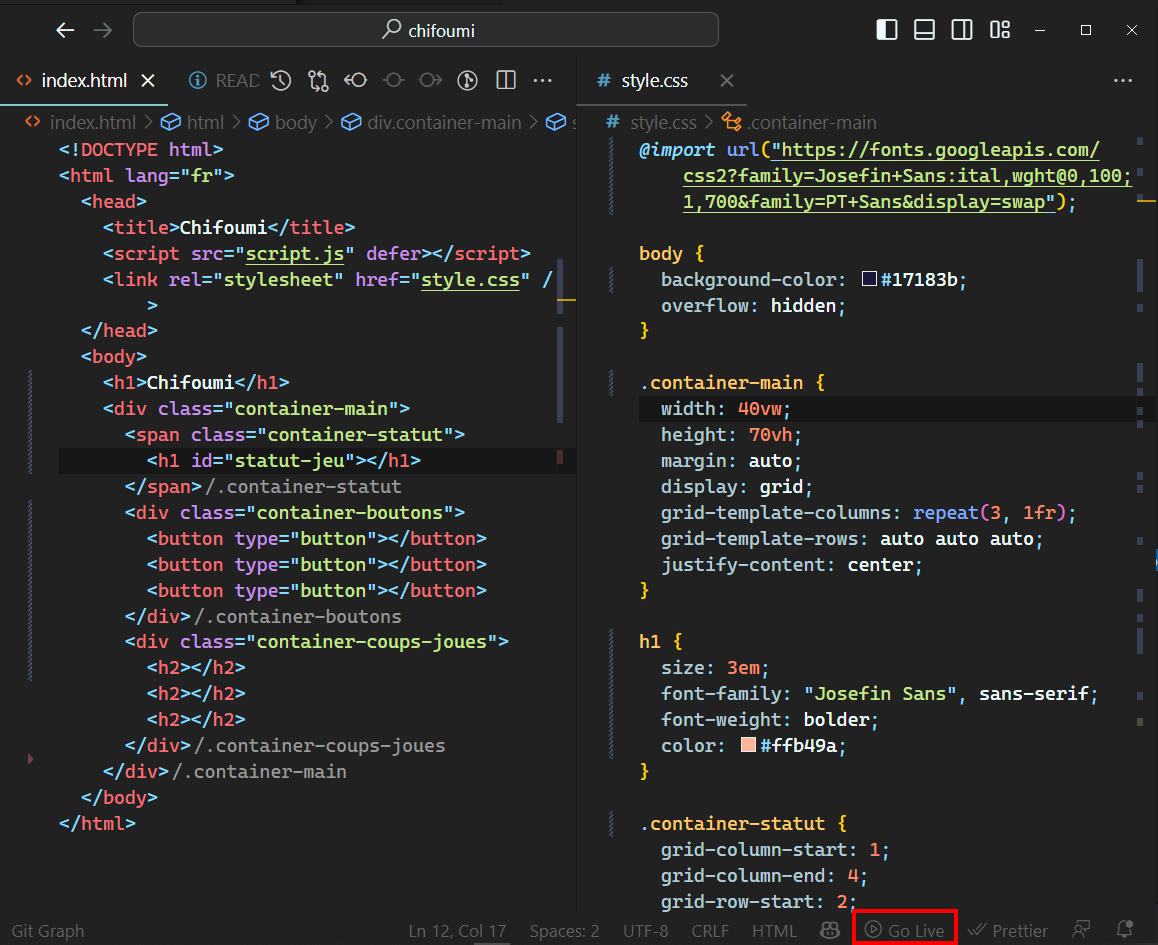 chifoumi
index.html
READ
style.css
index.html > html > body > div.container-main >
style.css > .container-main
<!DOCTYPE html>
<html lang="fr">
<head>
<title>Chifoumi</title>
<script src="script.js" defer></script>
<link rel="stylesheet" href="style.css" /
>
</head>
<body>
<h1>Chifoumi</h1>
<div class="container-main">
<span class="container-statut">
<h1 id="statut-jeu"></h1>
</span>/.container-statut
<div class="container-boutons">
<button type="button"></button>
<button type="button"></button>
<button type="button"></button>
</div>/.container-boutons
<div class="container-coups-joues">
<h2></h2>
<h2></h2>
<h2></h2>
</div>/.container-coups-joues
</div>/.container-main
</body>
</html>
@import url("https://fonts.googleapis.com/
css2?family=Josefin+Sans:ital,wght@0,100;
1,700&family=PT+Sans&display=swap");
body {
background-color: #17183b;
overflow: hidden;
}
.container-main {
width: 40vw;
height: 70vh;
margin: auto;
display: grid;
grid-template-columns: repeat(3, 1fr);
grid-template-rows: auto auto auto;
justify-content: center;
}
h1 {
size: 3em;
font-family: "Josefin Sans", sans-serif;
font-weight: bolder;
color: #ffb49a;
}
.container-statut {
grid-column-start: 1;
grid-column-end: 4;
grid-row-start: 2;
Git Graph
Ln 12, Col 17
Spaces: 2
UTF-8
CRLF
HTML
Go Live
Prettier